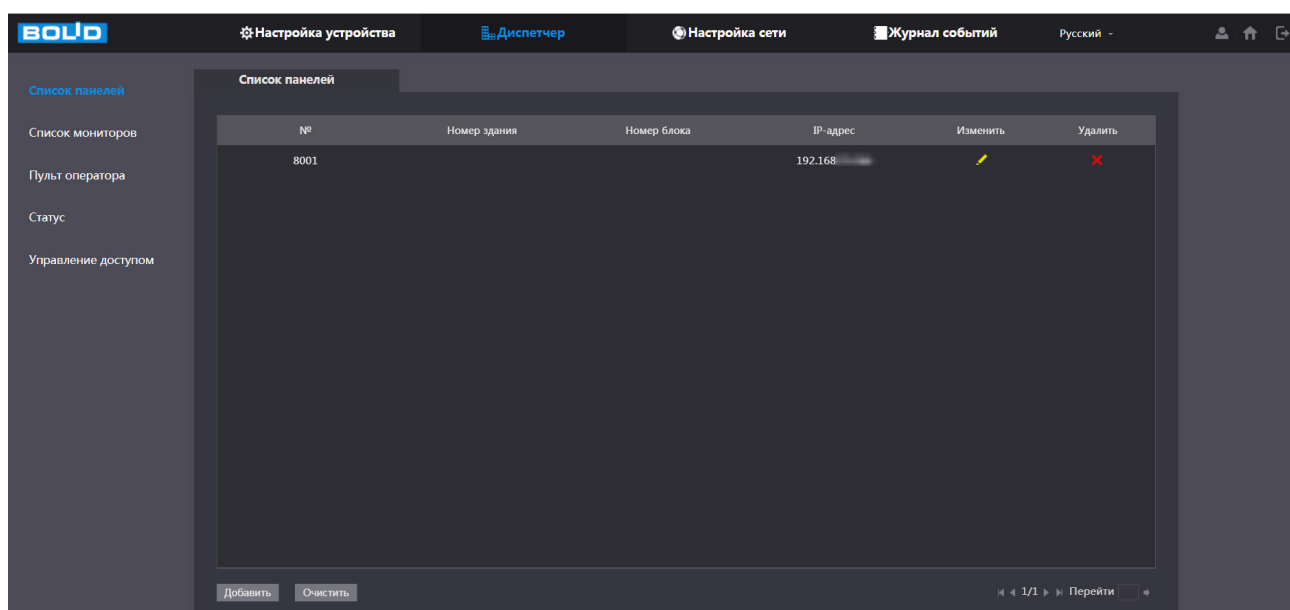 BOLID Настройка устройства Диспетчер Настройка сети Журнал событий Русский
Список панелей
Список панелей
Список мониторов
Пульт оператора
Статус
Управление доступом
№ Номер здания Номер блока IP-адрес Изменить Удалить
8001 192.168
Добавить Очистить 1/1 Перейти